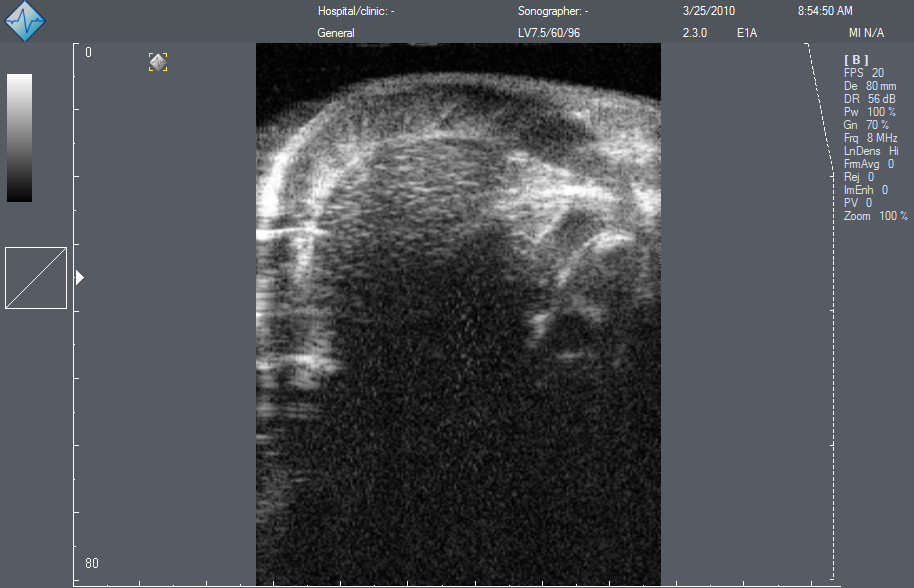 Hospital/clinic: - Sonographer: - 3/25/2010 8:54:50 AM
General LV7.5/60/96 2.3.0 E1A MI N/A
0
[ B ]
FPS 20
De 80 mm
DR 56 dB
Pw 100 %
Gn 70 %
Frq 8 MHz
LnDens Hi
FrmAvg 0
Rej 0
ImEnh 0
PV 0
Zoom 100 %
80